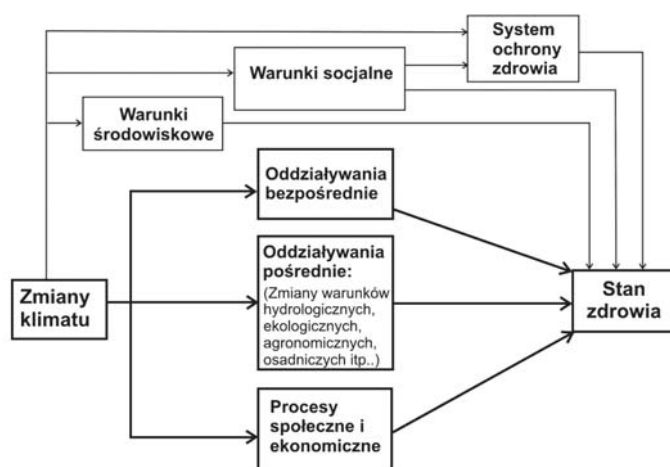 System
ochrony
zdrowia
Warunki socjalne
Warunki
środowiskowe
Oddziaływania
bezpośrednie
Oddziaływania
pośrednie:
(Zmiany warunków
hydrologicznych,
ekologicznych,
agronomicznych,
osadniczych itp..)
Zmiany
klimatu
Stan
zdrowia
Procesy
społeczne i
ekonomiczne